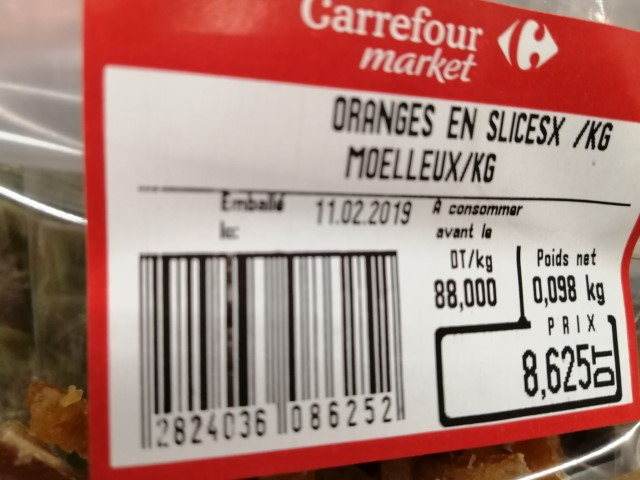 Carrefour
market
ORANGES EN SLICESX /KG
MOELLEUX/KG
Emballé le: 11.02.2019
À consommer avant le
DT/kg
88,000
Poids net
0,098 kg
PRIX
8,625 DT
2824036 086252